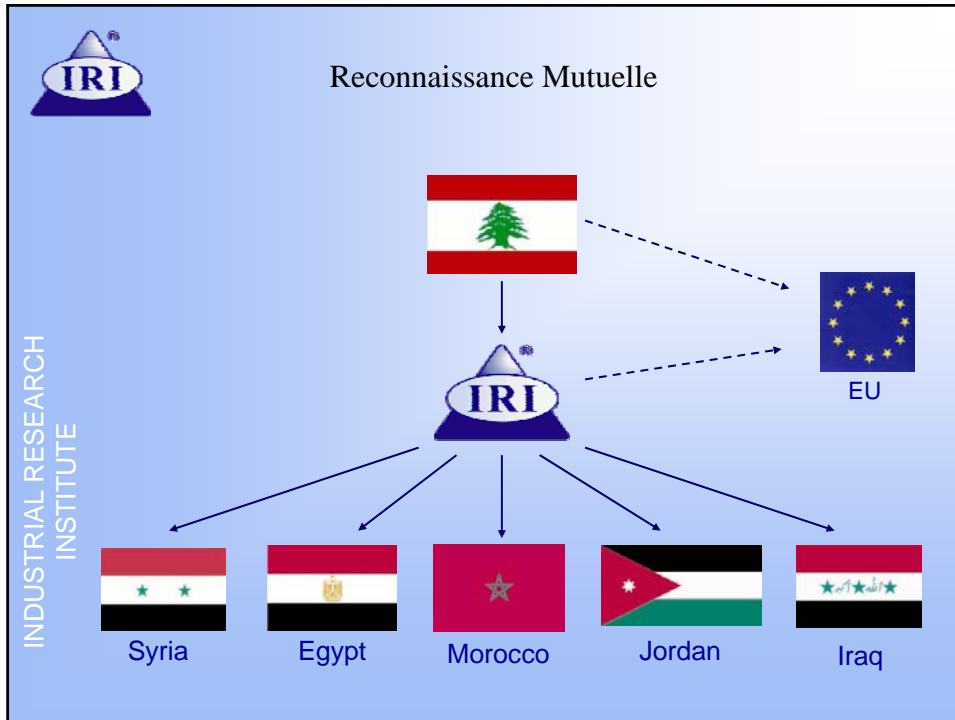 IRI
®
Reconnaissance Mutuelle
®
IRI
EU
INDUSTRIAL RESEARCH
INSTITUTE
Syria
Egypt
Morocco
Jordan
Iraq